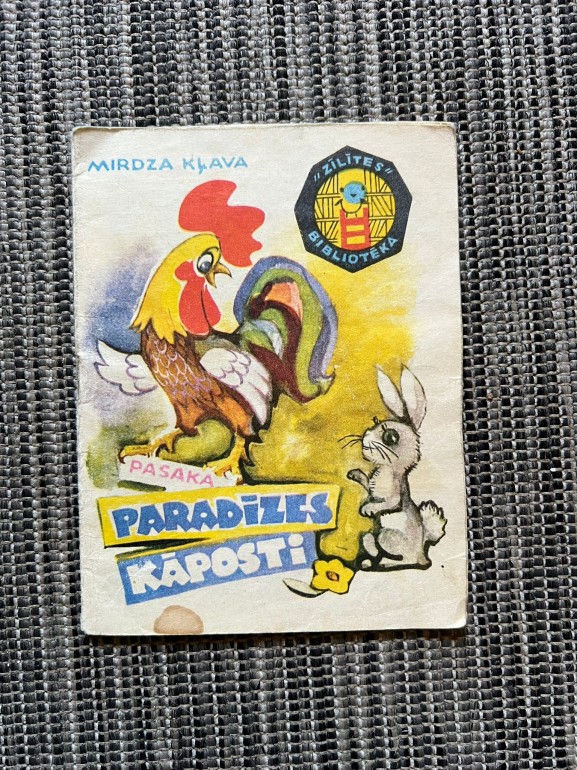 MIRDZA KĻAVA
"ZĪLĪTES"
BIBLIOTĒKA
PASAKA
PARADĪZES
KĀPOSTI